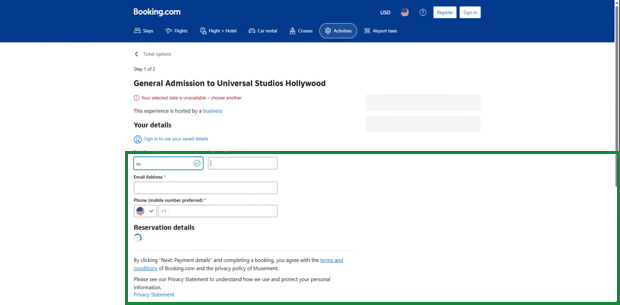 Booking.com
USD
Register
Sign in
Stays
Flights
Flight + Hotel
Car rental
Cruises
Activities
Airport taxis
Ticket options
Step 1 of 2
General Admission to Universal Studios Hollywood
Your selected date is unavailable – choose another
This experience is hosted by a business
Your details
Sign in to use your saved details
Email Address *
Phone (mobile number preferred) *
+1
Reservation details
By clicking "Next: Payment details" and completing a booking, you agree with the terms and
conditions of Booking.com and the privacy policy of Musement.
Please see our Privacy Statement to understand how we use and protect your personal
information.
Privacy Statement